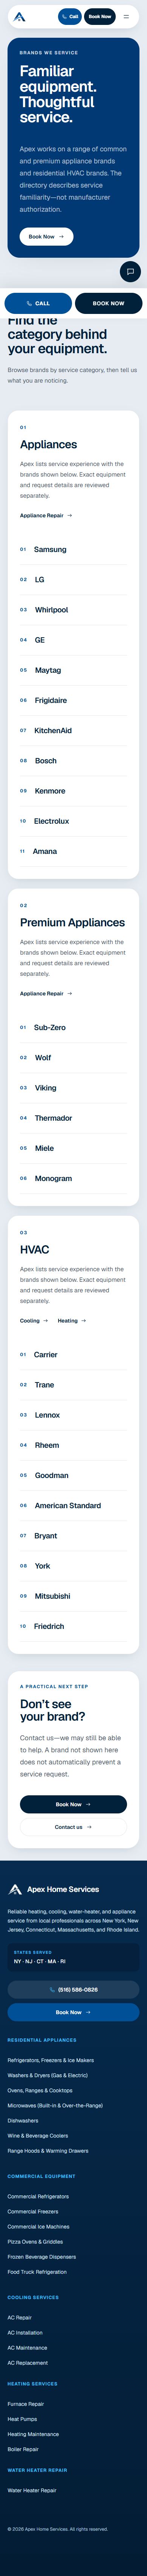 Call
Book Now
BRANDS WE SERVICE
Familiar
equipment.
Thoughtful
service.
Apex works on a range of common
and premium appliance brands
and residential HVAC names. The
directory describes service
familiarity—not manufacturer
authorization.
Book Now →
CALL
BOOK NOW
Find the
category behind
your equipment.
Browse brands by service category, then tell us
what you are noticing.
01
Appliances
Apex lists service experience with the
brands shown below. Exact equipment
and request details are reviewed
separately.
Appliance Repair →
01 Samsung
02 LG
03 Whirlpool
04 GE
05 Maytag
06 Frigidaire
07 KitchenAid
08 Bosch
09 Kenmore
10 Electrolux
11 Amana
02
Premium Appliances
Apex lists service experience with the
brands shown below. Exact equipment
and request details are reviewed
separately.
Appliance Repair →
01 Sub-Zero
02 Wolf
03 Viking
04 Thermador
05 Miele
06 Monogram
03
HVAC
Apex lists service experience with the
brands shown below. Exact equipment
and request details are reviewed
separately.
Cooling → Heating →
01 Carrier
02 Trane
03 Lennox
04 Rheem
05 Goodman
06 American Standard
07 Bryant
08 York
09 Mitsubishi
10 Friedrich
A PRACTICAL NEXT STEP
Don’t see
your brand?
Contact us—we may still be able
to help. A brand not shown here
does not automatically prevent a
service request.
Book Now →
Contact us →
Apex Home Services
Reliable heating, cooling, water-heater, and appliance
service from local professionals across New York, New
Jersey, Connecticut, Massachusetts, and Rhode Island.
STATES SERVED
NY · NJ · CT · MA · RI
(516) 586-0826
Book Now →
RESIDENTIAL APPLIANCES
Refrigerators, Freezers & Ice Makers
Washers & Dryers (Gas & Electric)
Ovens, Ranges & Cooktops
Microwaves (Built-in & Over-the-Range)
Dishwashers
Wine & Beverage Coolers
Range Hoods & Warming Drawers
COMMERCIAL EQUIPMENT
Commercial Refrigerators
Commercial Freezers
Commercial Ice Machines
Pizza Ovens & Griddles
Frozen Beverage Dispensers
Food Truck Refrigeration
COOLING SERVICES
AC Repair
AC Installation
AC Maintenance
AC Replacement
HEATING SERVICES
Furnace Repair
Heat Pumps
Heating Maintenance
Boiler Repair
WATER HEATER REPAIR
Water Heater Repair
© 2026 Apex Home Services. All rights reserved.